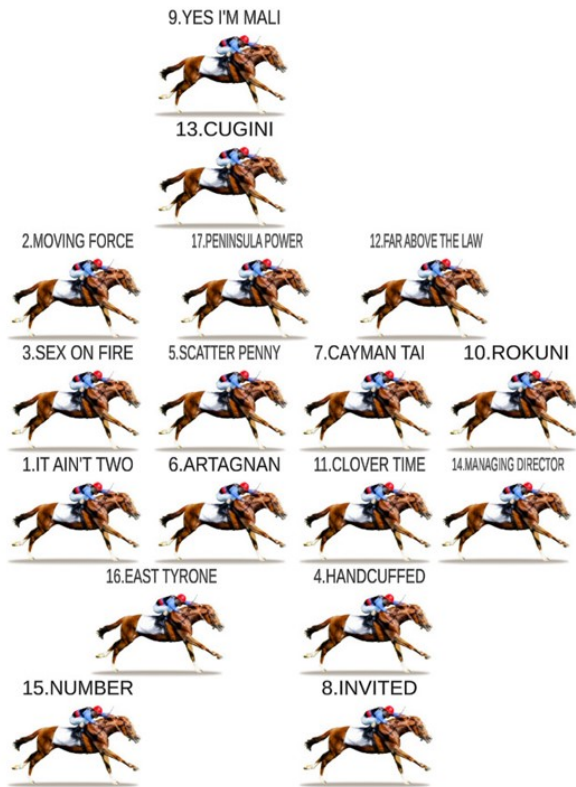 9.YES I'M MALI
13.CUGINI
2.MOVING FORCE 17.PENINSULA POWER 12.FAR ABOVE THE LAW
3.SEX ON FIRE 5.SCATTER PENNY 7.CAYMAN TAI 10.ROKUNI
1.IT AIN'T TWO 6.ARTAGNAN 11.CLOVER TIME 14.MANAGING DIRECTOR
16.EAST TYRONE 4.HANDCUFFED
15.NUMBER 8.INVITED